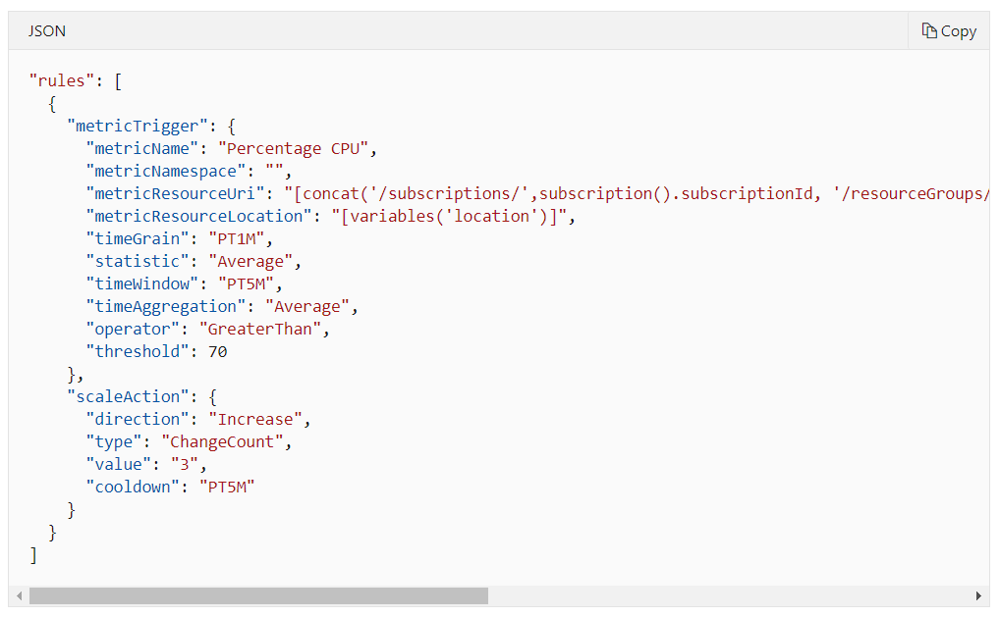 JSON
Copy
"rules": [
  {
    "metricTrigger": {
      "metricName": "Percentage CPU",
      "metricNamespace": "",
      "metricResourceUri": "[concat('/subscriptions/',subscription().subscriptionId, '/resourceGroups/
      "metricResourceLocation": "[variables('location')]",
      "timeGrain": "PT1M",
      "statistic": "Average",
      "timeWindow": "PT5M",
      "timeAggregation": "Average",
      "operator": "GreaterThan",
      "threshold": 70
    },
    "scaleAction": {
      "direction": "Increase",
      "type": "ChangeCount",
      "value": "3",
      "cooldown": "PT5M"
    }
  }
]